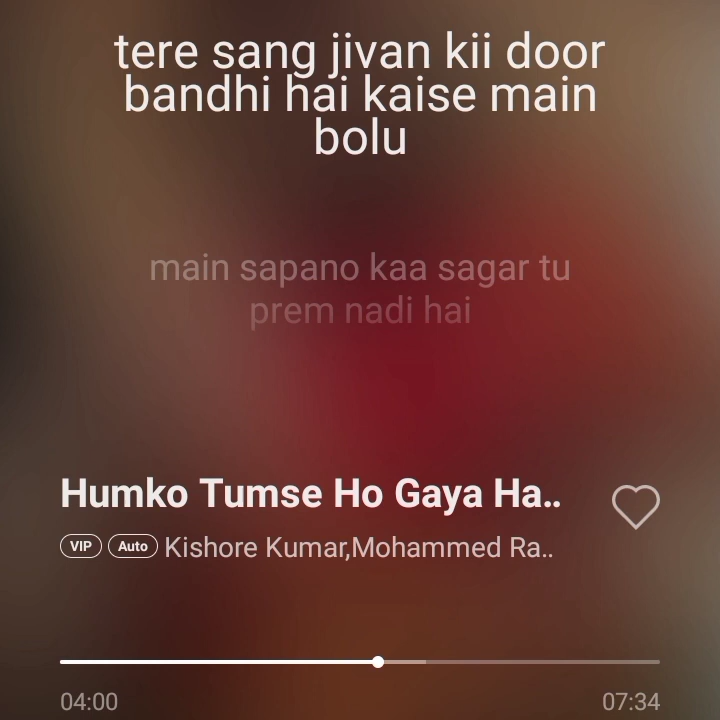 tere sang jivan kii door
bandhi hai kaise main
bolu
main sapano kaa sagar tu
prem nadi hai
Humko Tumse Ho Gaya Ha..
VIP Auto Kishore Kumar,Mohammed Ra..
04:00 07:34